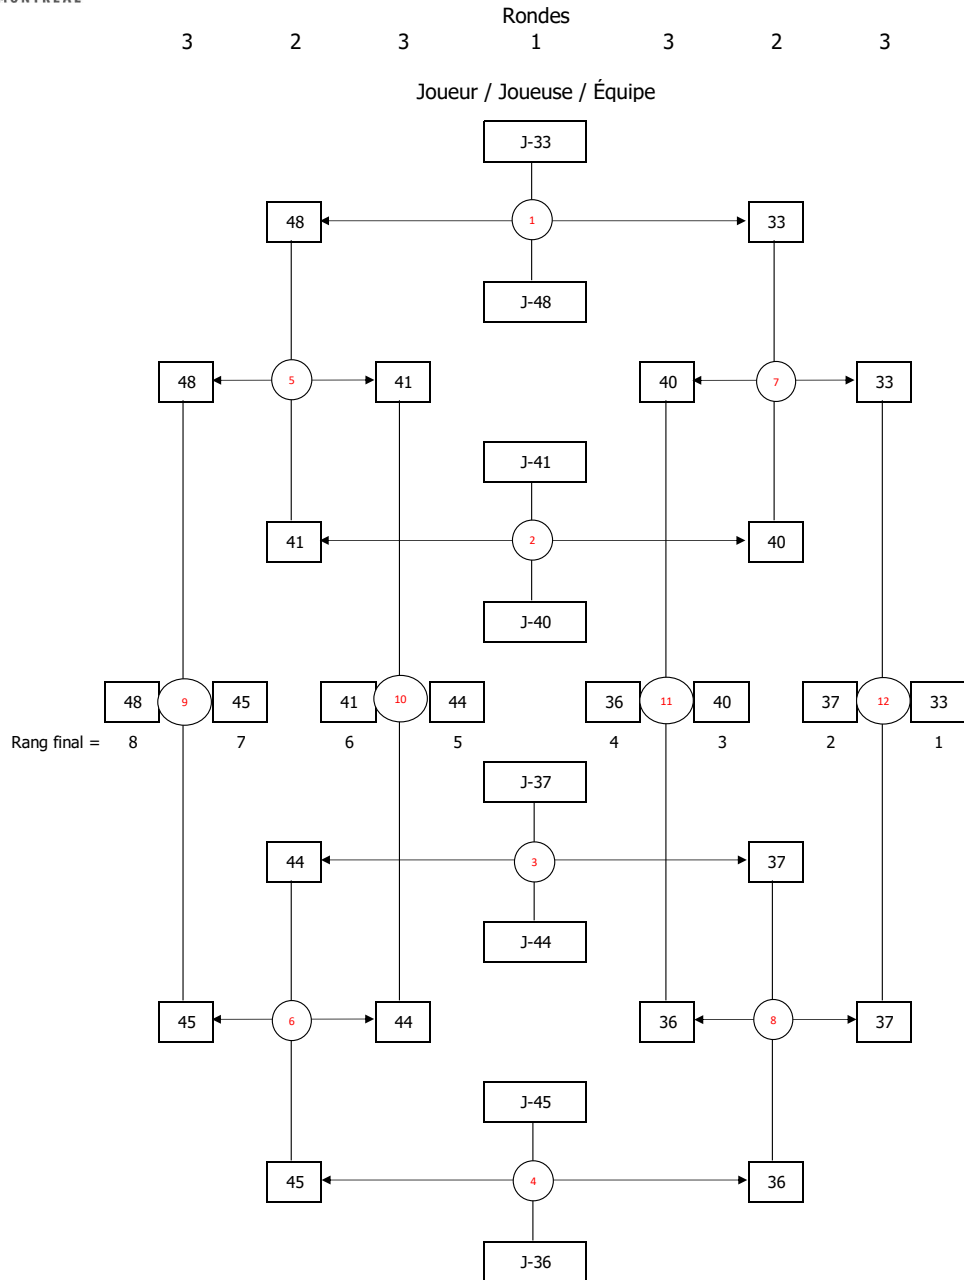 MONTRÉAL
Rondes
3 2 3 1 3 2 3
Joueur / Joueuse / Équipe
J-33
48 1 33
J-48
48 5 41 40 7 33
J-41
41 2 40
J-40
48 9 45 41 10 44 36 11 40 37 12 33
Rang final = 8 7 6 5 4 3 2 1
J-37
44 3 37
J-44
45 6 44 36 8 37
J-45
45 4 36
J-36